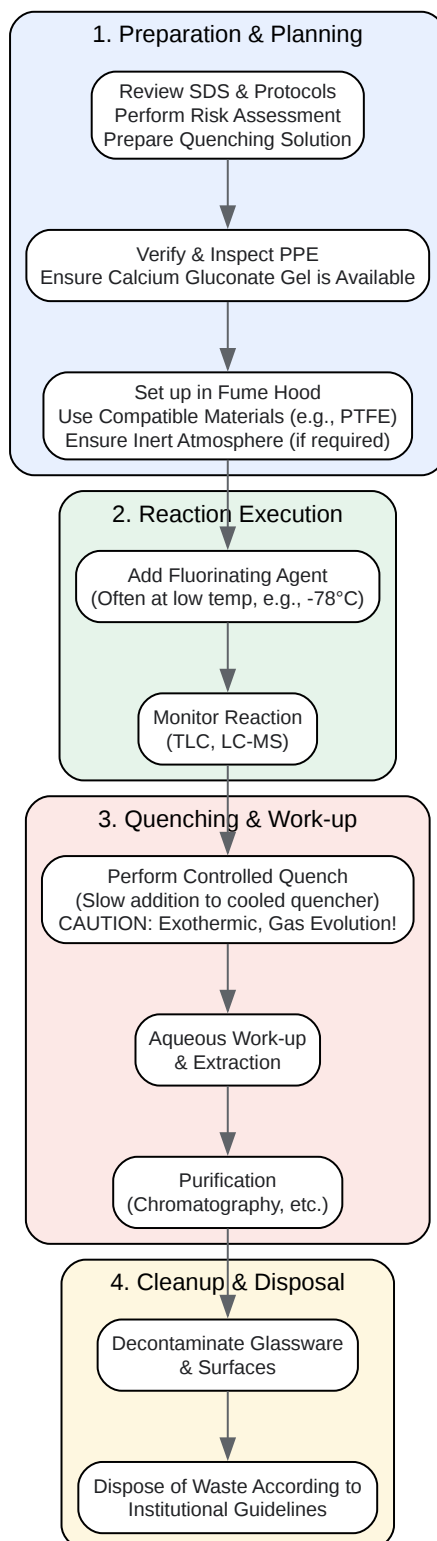 1. Preparation & Planning
Review SDS & Protocols
Perform Risk Assessment
Prepare Quenching Solution
Verify & Inspect PPE
Ensure Calcium Gluconate Gel is Available
Set up in Fume Hood
Use Compatible Materials (e.g., PTFE)
Ensure Inert Atmosphere (if required)
2. Reaction Execution
Add Fluorinating Agent
(Often at low temp, e.g., -78°C)
Monitor Reaction
(TLC, LC-MS)
3. Quenching & Work-up
Perform Controlled Quench
(Slow addition to cooled quencher)
CAUTION: Exothermic, Gas Evolution!
Aqueous Work-up
& Extraction
Purification
(Chromatography, etc.)
4. Cleanup & Disposal
Decontaminate Glassware
& Surfaces
Dispose of Waste According to
Institutional Guidelines